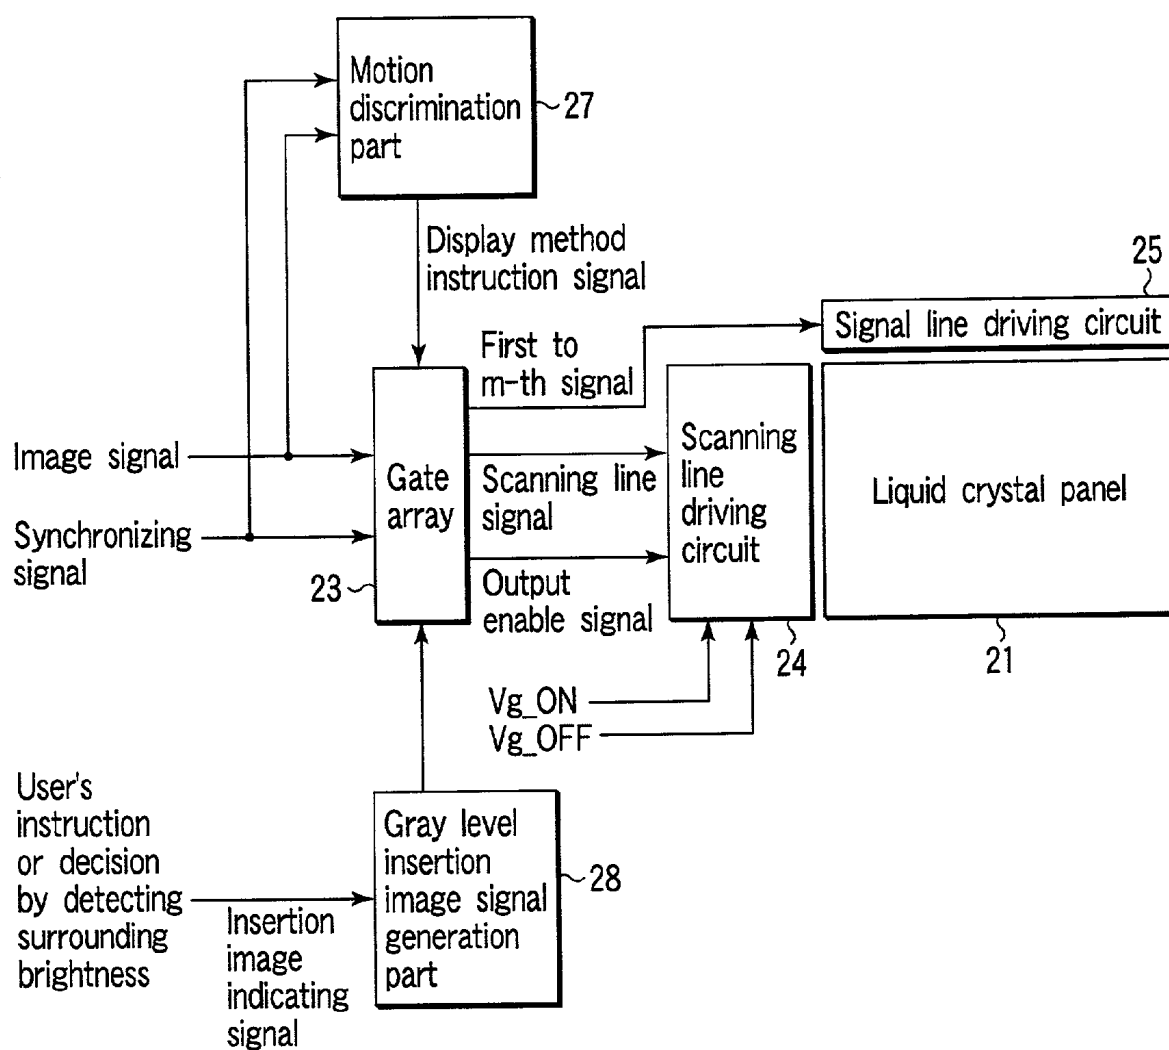 Motion
discrimination
part
27
Display method
instruction signal
25
Signal line driving circuit
First to
m-th signal
Image signal
Synchronizing
signal
Gate
array
23
Scanning line
signal
Output
enable signal
Scanning
line
driving
circuit
24
Liquid crystal panel
21
Vg_ON
Vg_OFF
User's
instruction
or decision
by detecting
surrounding
brightness
Insertion
image
indicating
signal
Gray level
insertion
image signal
generation
part
28